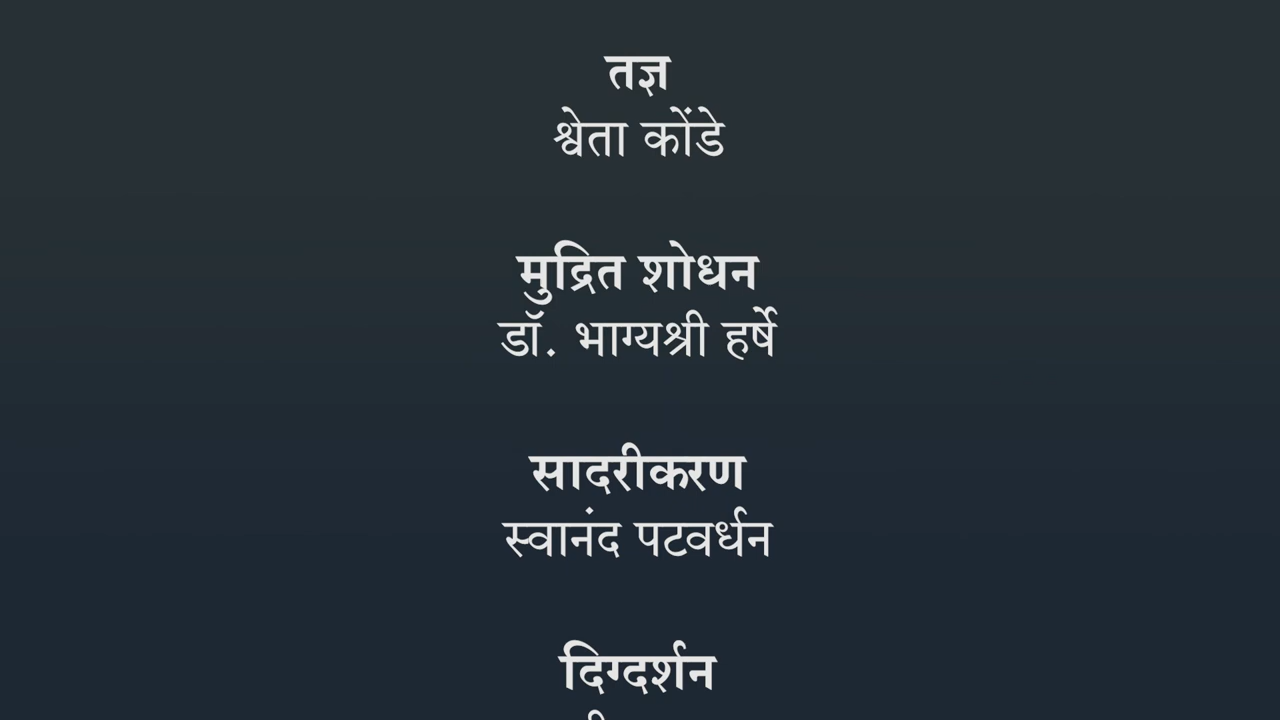 तज्ञ
श्वेता कोंडे
मुद्रित शोधन
डॉ. भाग्यश्री हर्षे
सादरीकरण
स्वानंद पटवर्धन
दिग्दर्शन